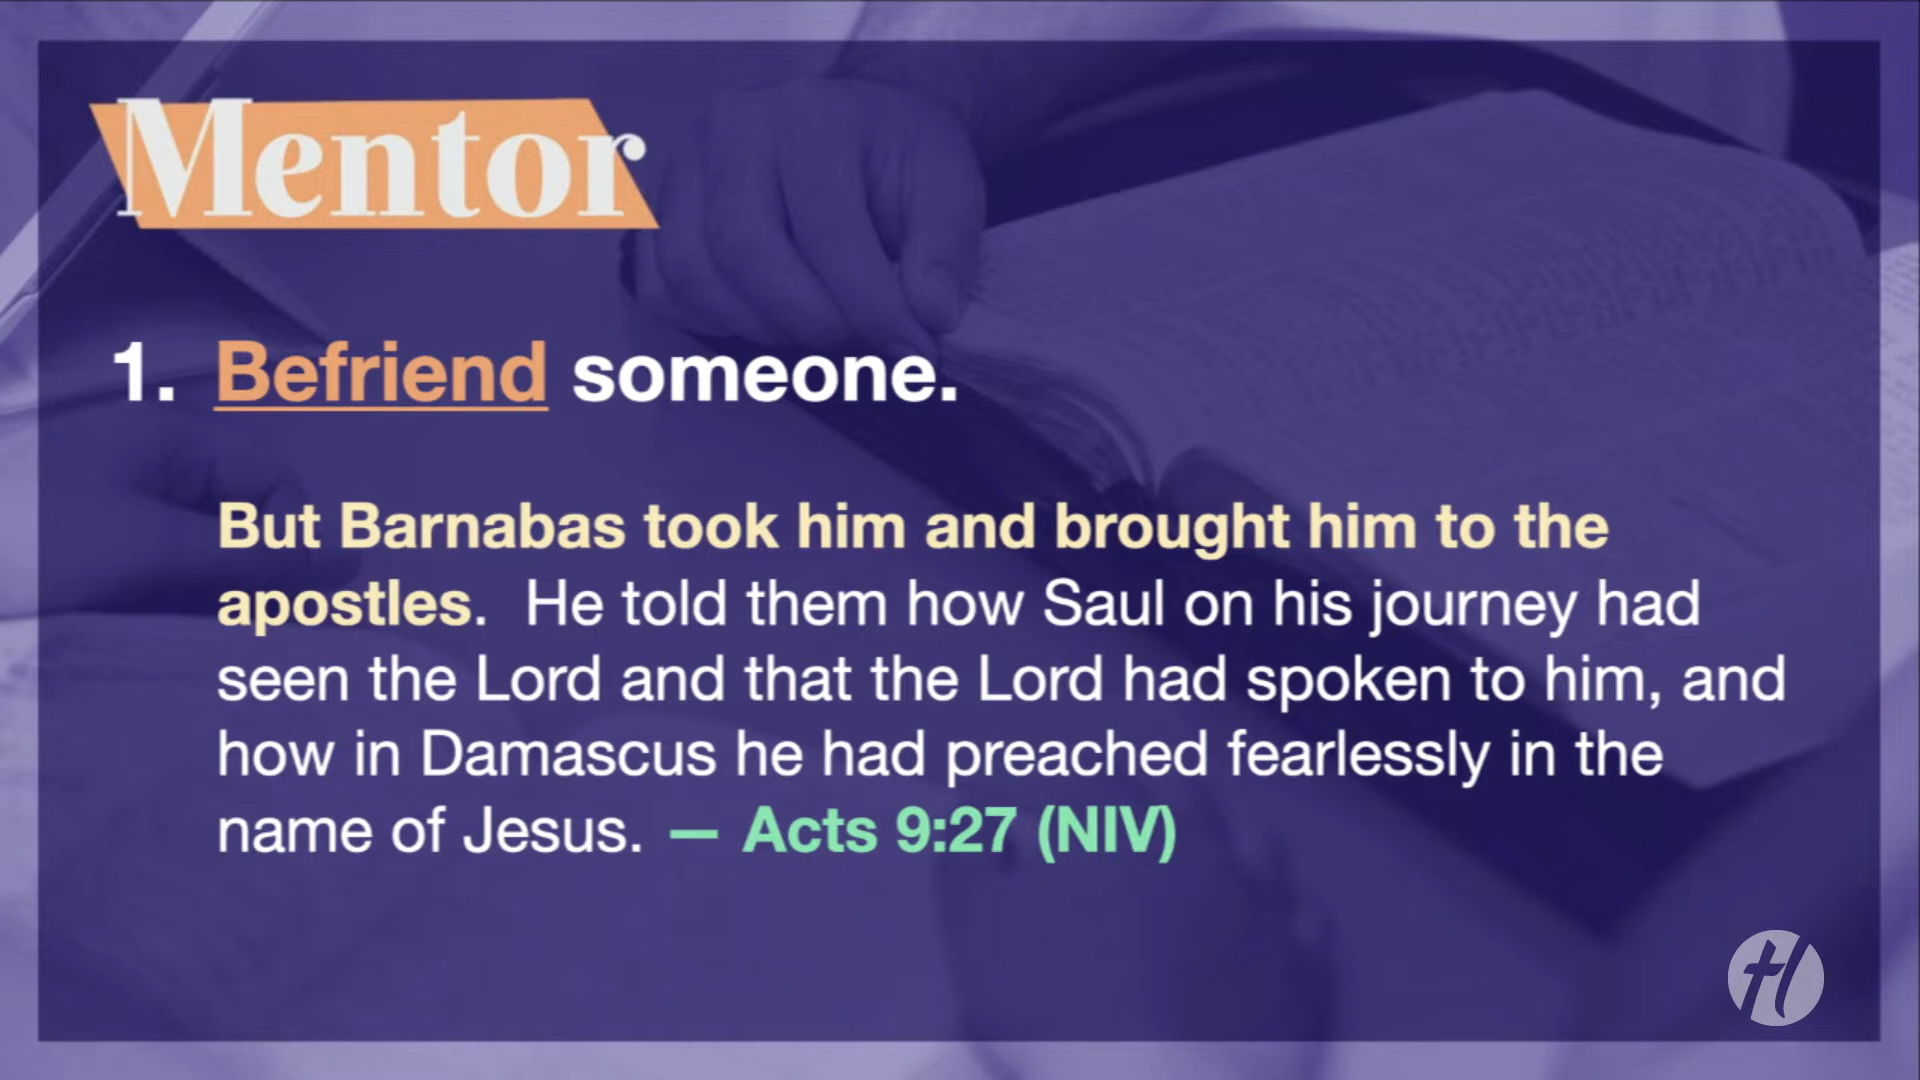 Mentor
1. Befriend someone.
But Barnabas took him and brought him to the
apostles.  He told them how Saul on his journey had
seen the Lord and that the Lord had spoken to him, and
how in Damascus he had preached fearlessly in the
name of Jesus. — Acts 9:27 (NIV)